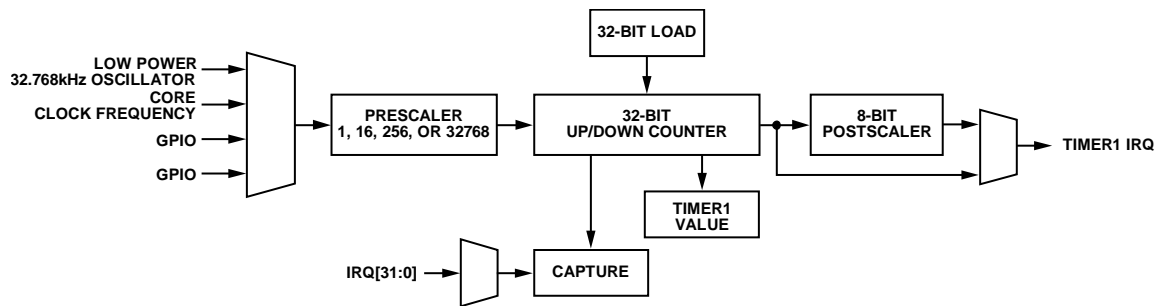 32-BIT LOAD
LOW POWER
32.768kHz OSCILLATOR
CORE
CLOCK FREQUENCY
GPIO
GPIO
PRESCALER
1, 16, 256, OR 32768
32-BIT
UP/DOWN COUNTER
8-BIT
POSTSCALER
TIMER1 IRQ
TIMER1
VALUE
IRQ[31:0]
CAPTURE